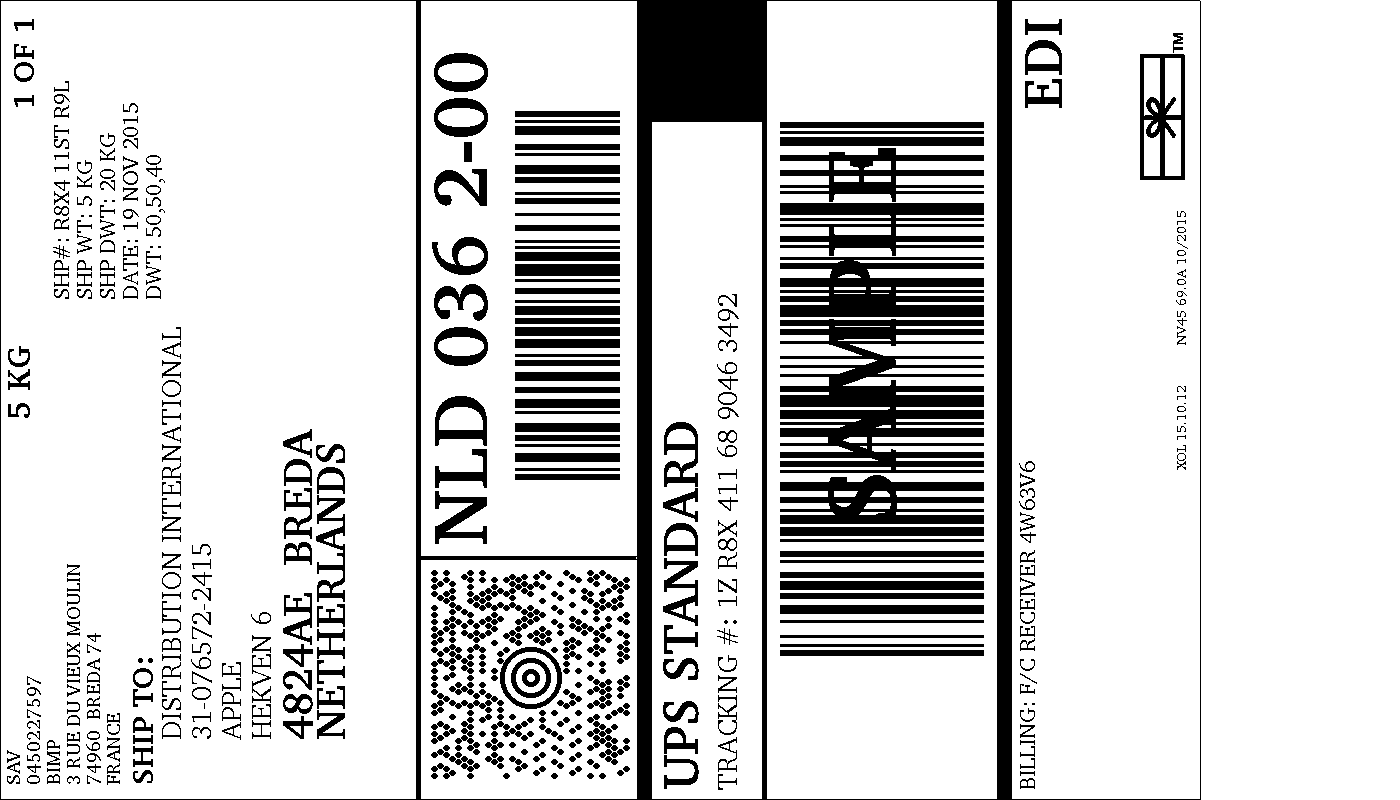 SAV
0450227597
BIMP
3 RUE DU VIEUX MOULIN
74960 BREDA 74
FRANCE
5 KG
1 OF 1
SHP#: R8X4 11ST R9L
SHP WT: 5 KG
SHP DWT: 20 KG
DATE: 19 NOV 2015
DWT: 50,50,40
SHIP TO:
DISTRIBUTION INTERNATIONAL
31-076572-2415
APPLE
HEKVEN 6
4824AE BREDA
NETHERLANDS
NLD 036 2-00
UPS STANDARD
TRACKING #: 1Z R8X 411 68 9046 3492
SAMPLE
BILLING: F/C RECEIVER 4W63V6
EDI
TM
XOL 15.10.12 NV45 69.0A 10/2015